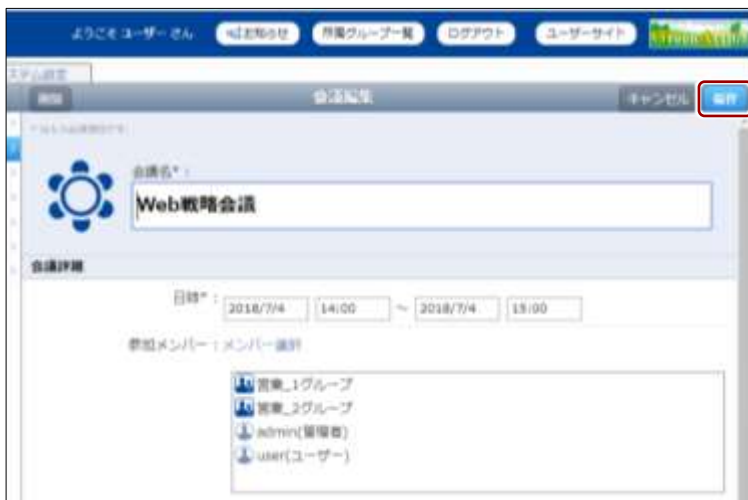 ようこそ ユーザー さん
お知らせ
所属グループ一覧
ログアウト
ユーザーサイト
ステム設定
削除
会議編集
キャンセル
保存
会議名* :
Web戦略会議
会議詳細
日時* :
2018/7/4
14:00
~
2018/7/4
15:00
参加メンバー : メンバー選択
営業_1グループ
営業_2グループ
admin(管理者)
user(ユーザー)